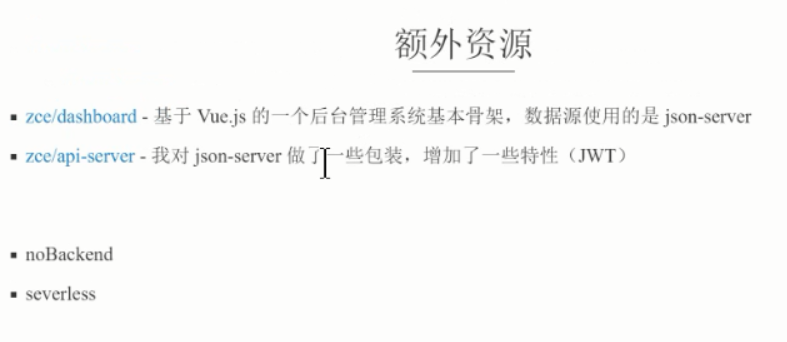 额外资源
zce/dashboard - 基于 Vue.js 的一个后台管理系统基本骨架，数据源使用的是 json-server
zce/api-server - 我对 json-server 做了一些包装，增加了一些特性（JWT）
noBackend
severless